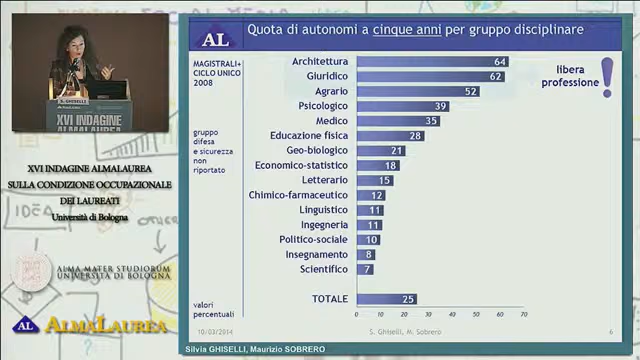 S. GHISELLI
XVI INDAGINE
ALMALAUREA
XVI INDAGINE ALMALAUREA
SULLA CONDIZIONE OCCUPAZIONALE
DEI LAUREATI
Università di Bologna
IDEA
ALMA MATER STUDIORUM
UNIVERSITÀ DI BOLOGNA
AL ALMALAUREA
AL
Quota di autonomi a cinque anni per gruppo disciplinare
MAGISTRALI+
CICLO UNICO
2008
gruppo
difesa
e sicurezza
non
riportato
valori
percentuali
Architettura 64
Giuridico 62
Agrario 52
Psicologico 39
Medico 35
Educazione fisica 28
Geo-biologico 21
Economico-statistico 18
Letterario 15
Chimico-farmaceutico 12
Linguistico 11
Ingegneria 11
Politico-sociale 10
Insegnamento 8
Scientifico 7
TOTALE 25
0 10 20 30 40 50 60 70
libera
professione !
10/03/2014
S. Ghiselli, M. Sobrero
6
Silvia GHISELLI, Maurizio SOBRERO